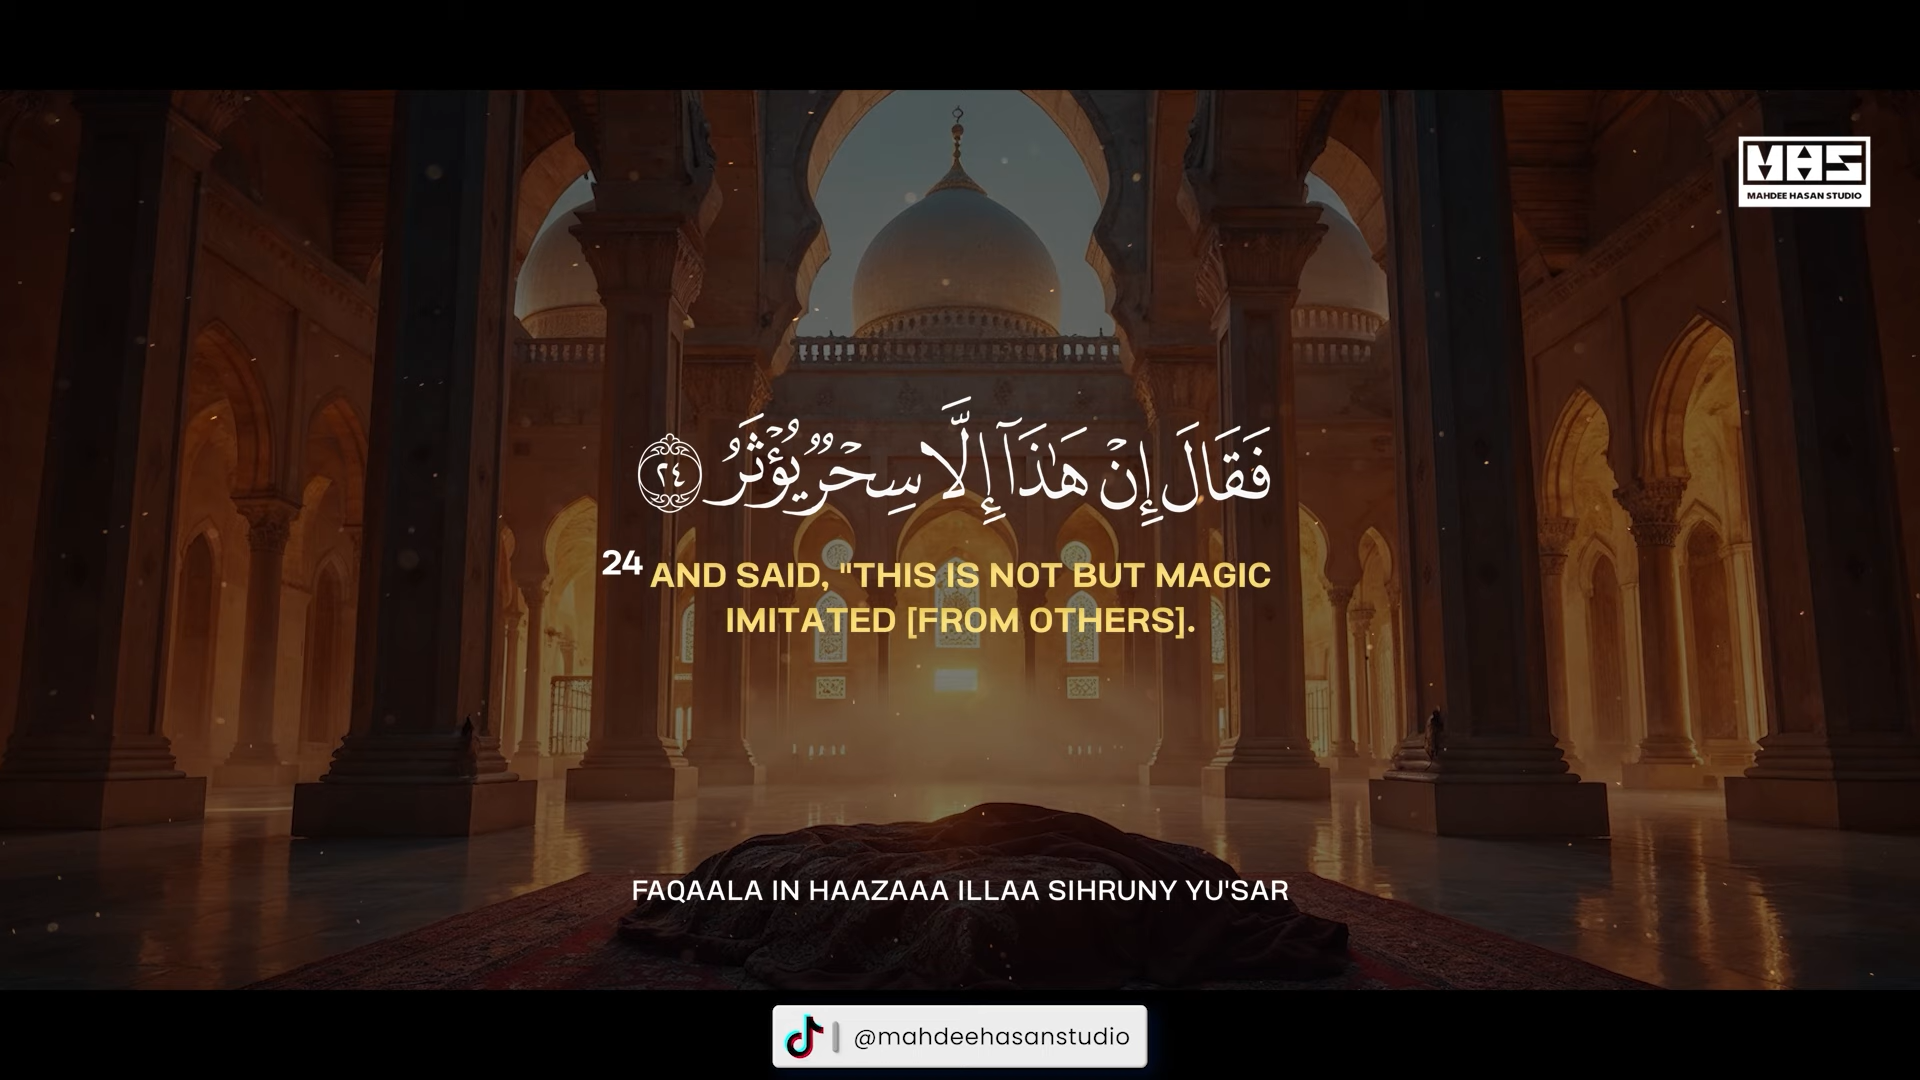 MHS
MAHDEE HASAN STUDIO
فَقَالَ إِنْ هَٰذَآ إِلَّا سِحْرٌ يُؤْثَرُ ٢٤
24 AND SAID, "THIS IS NOT BUT MAGIC
IMITATED [FROM OTHERS].
FAQAALA IN HAAZAAA ILLAA SIHRUNY YU'SAR
@mahdeehasanstudio